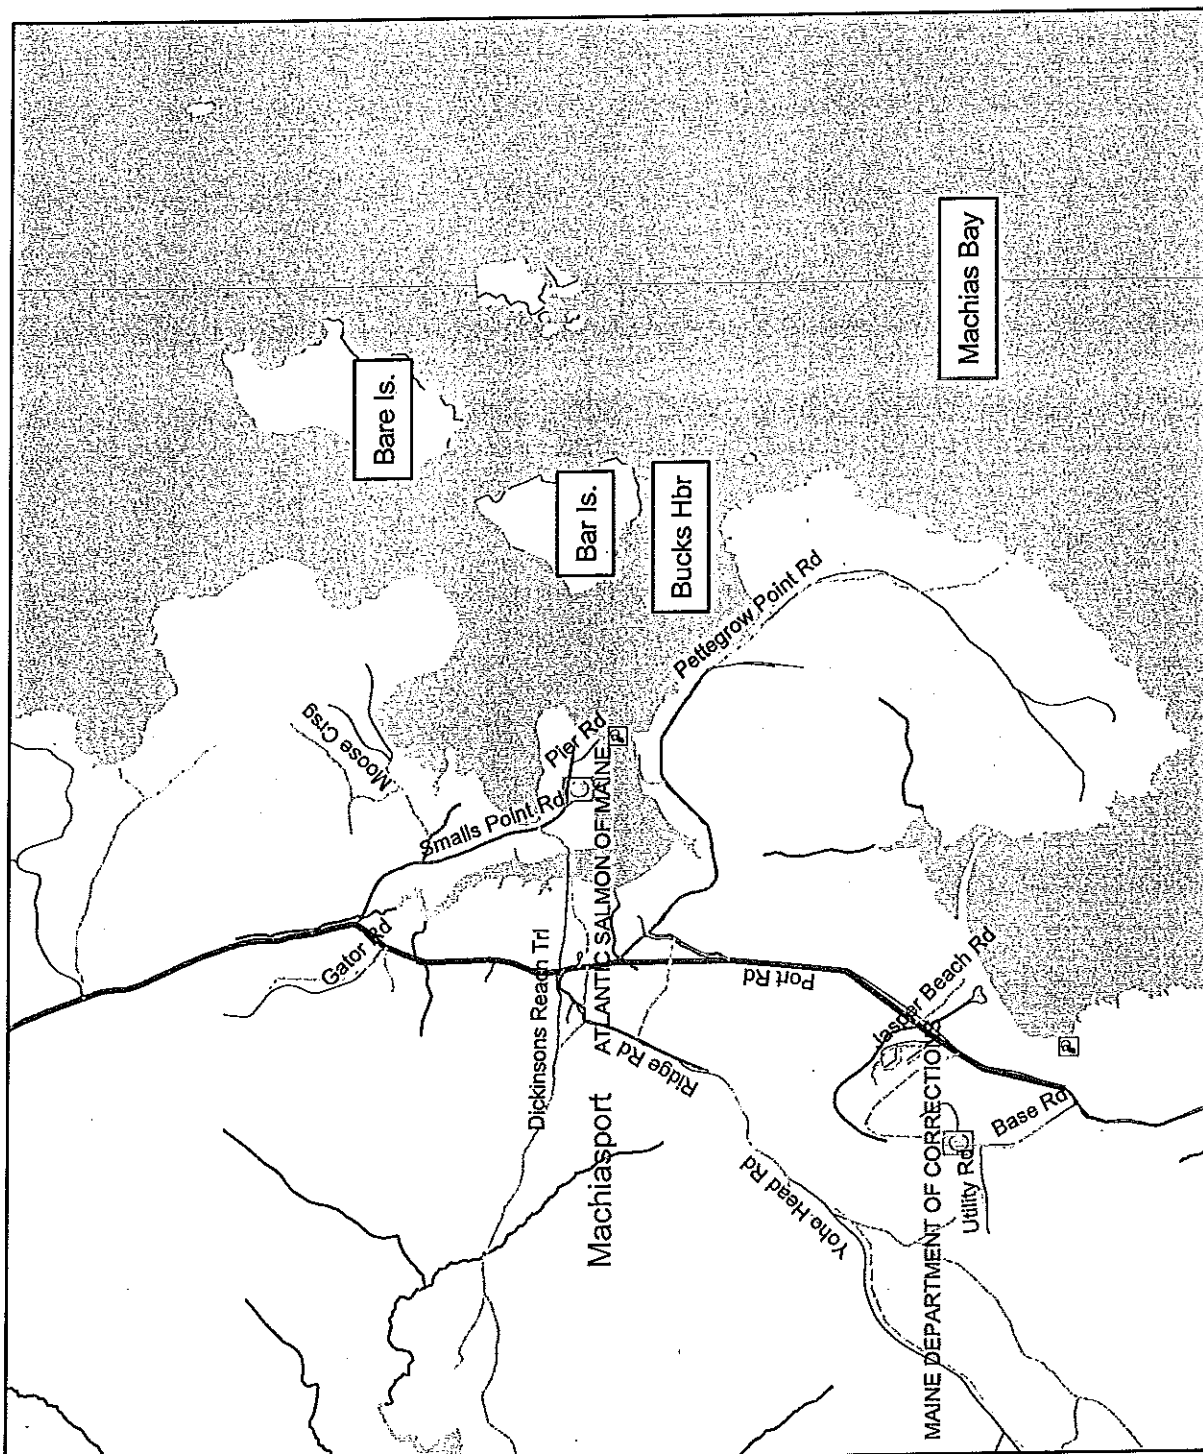 Bare Is.
Bar Is.
Bucks Hbr
Machias Bay
Moose Crsg
Smalls Point Rd
Pier Rd
Pettegrow Point Rd
Gator Rd
Dickinsons Reach Trl
ATLANTIC SALMON OF MAINE
Port Rd
Jasper Beach Rd
Ridge Rd
Machiasport
Yoho Head Rd
MAINE DEPARTMENT OF CORRECTIONS
Base Rd
Utility Rd